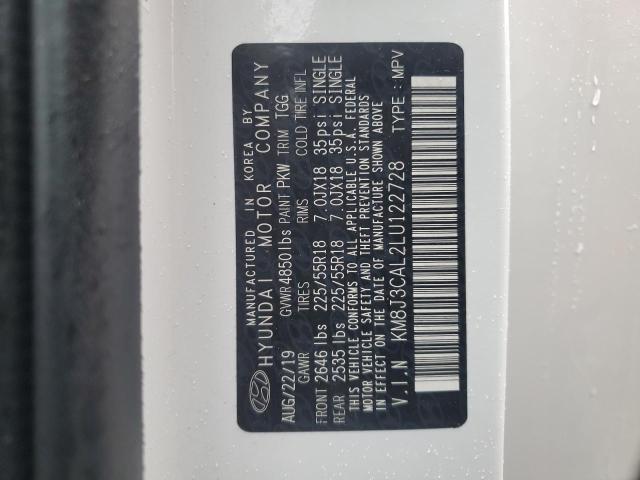 MANUFACTURED IN KOREA BY
HYUNDAI MOTOR COMPANY
AUG/22/19 GVWR 4850 lbs PAINT PKW TRIM TGG
GAWR TIRES RIMS COLD TIRE INFL
FRONT 2646 lbs 225/55R18 7.0JX18 35psi SINGLE
REAR 2535 lbs 225/55R18 7.0JX18 35psi SINGLE
THIS VEHICLE CONFORMS TO ALL APPLICABLE U.S.A. FEDERAL
MOTOR VEHICLE SAFETY AND THEFT PREVENTION STANDARDS
IN EFFECT ON THE DATE OF MANUFACTURE SHOWN ABOVE
V.I.N KM8J3CAL2LU122728 TYPE : MPV